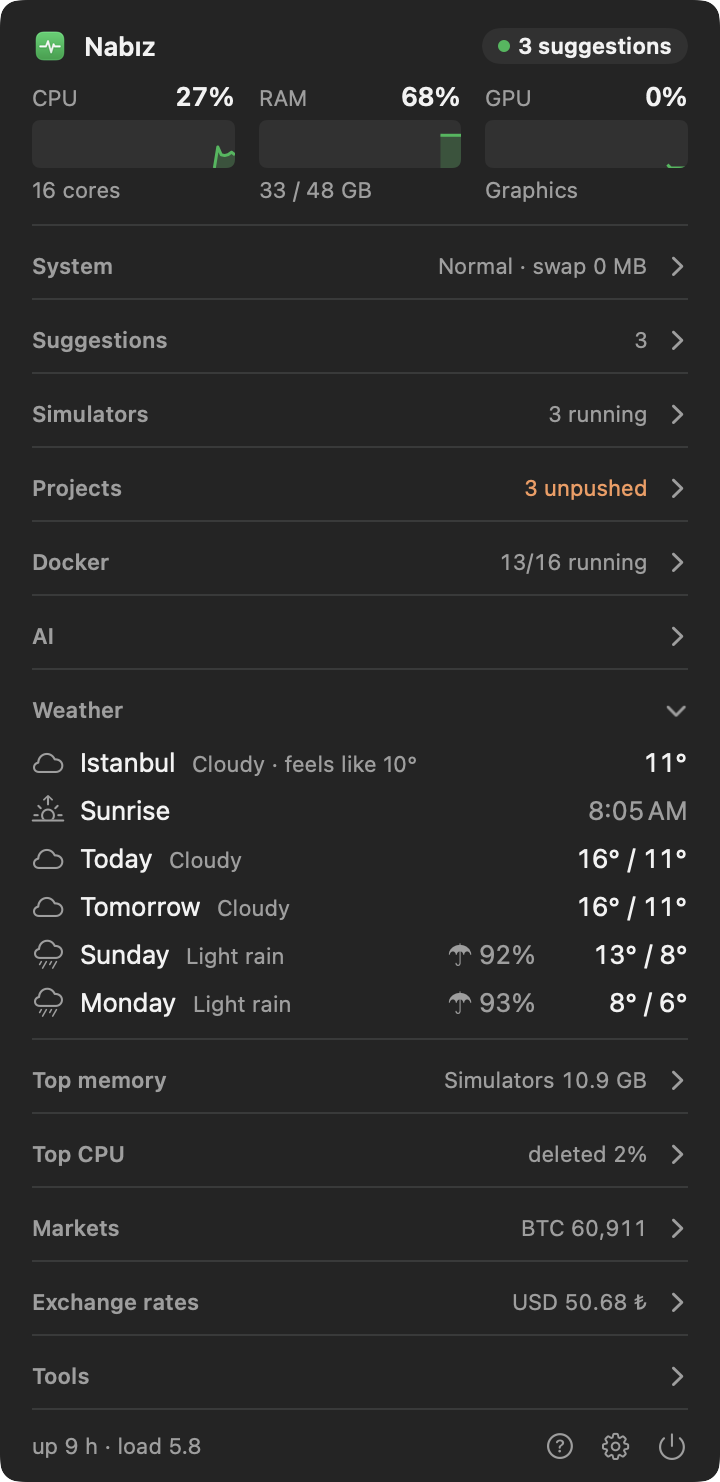 Nabız 3 suggestions
CPU 27% RAM 68% GPU 0%
16 cores 33 / 48 GB Graphics
System Normal · swap 0 MB
Suggestions 3
Simulators 3 running
Projects 3 unpushed
Docker 13/16 running
AI
Weather
Istanbul Cloudy · feels like 10° 11°
Sunrise 8:05 AM
Today Cloudy 16° / 11°
Tomorrow Cloudy 16° / 11°
Sunday Light rain 92% 13° / 8°
Monday Light rain 93% 8° / 6°
Top memory Simulators 10.9 GB
Top CPU deleted 2%
Markets BTC 60,911
Exchange rates USD 50.68 ₺
Tools
up 9 h · load 5.8 ?